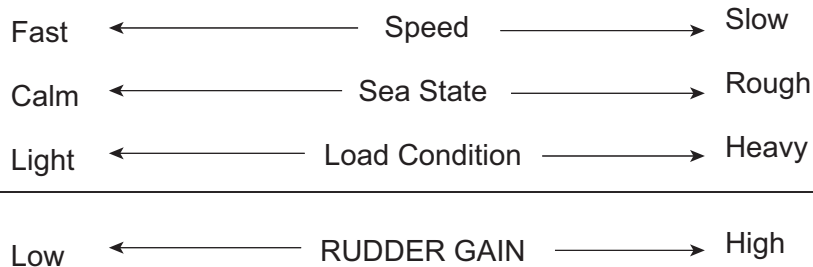 Fast Speed Slow
Calm Sea State Rough
Light Load Condition Heavy
Low RUDDER GAIN High